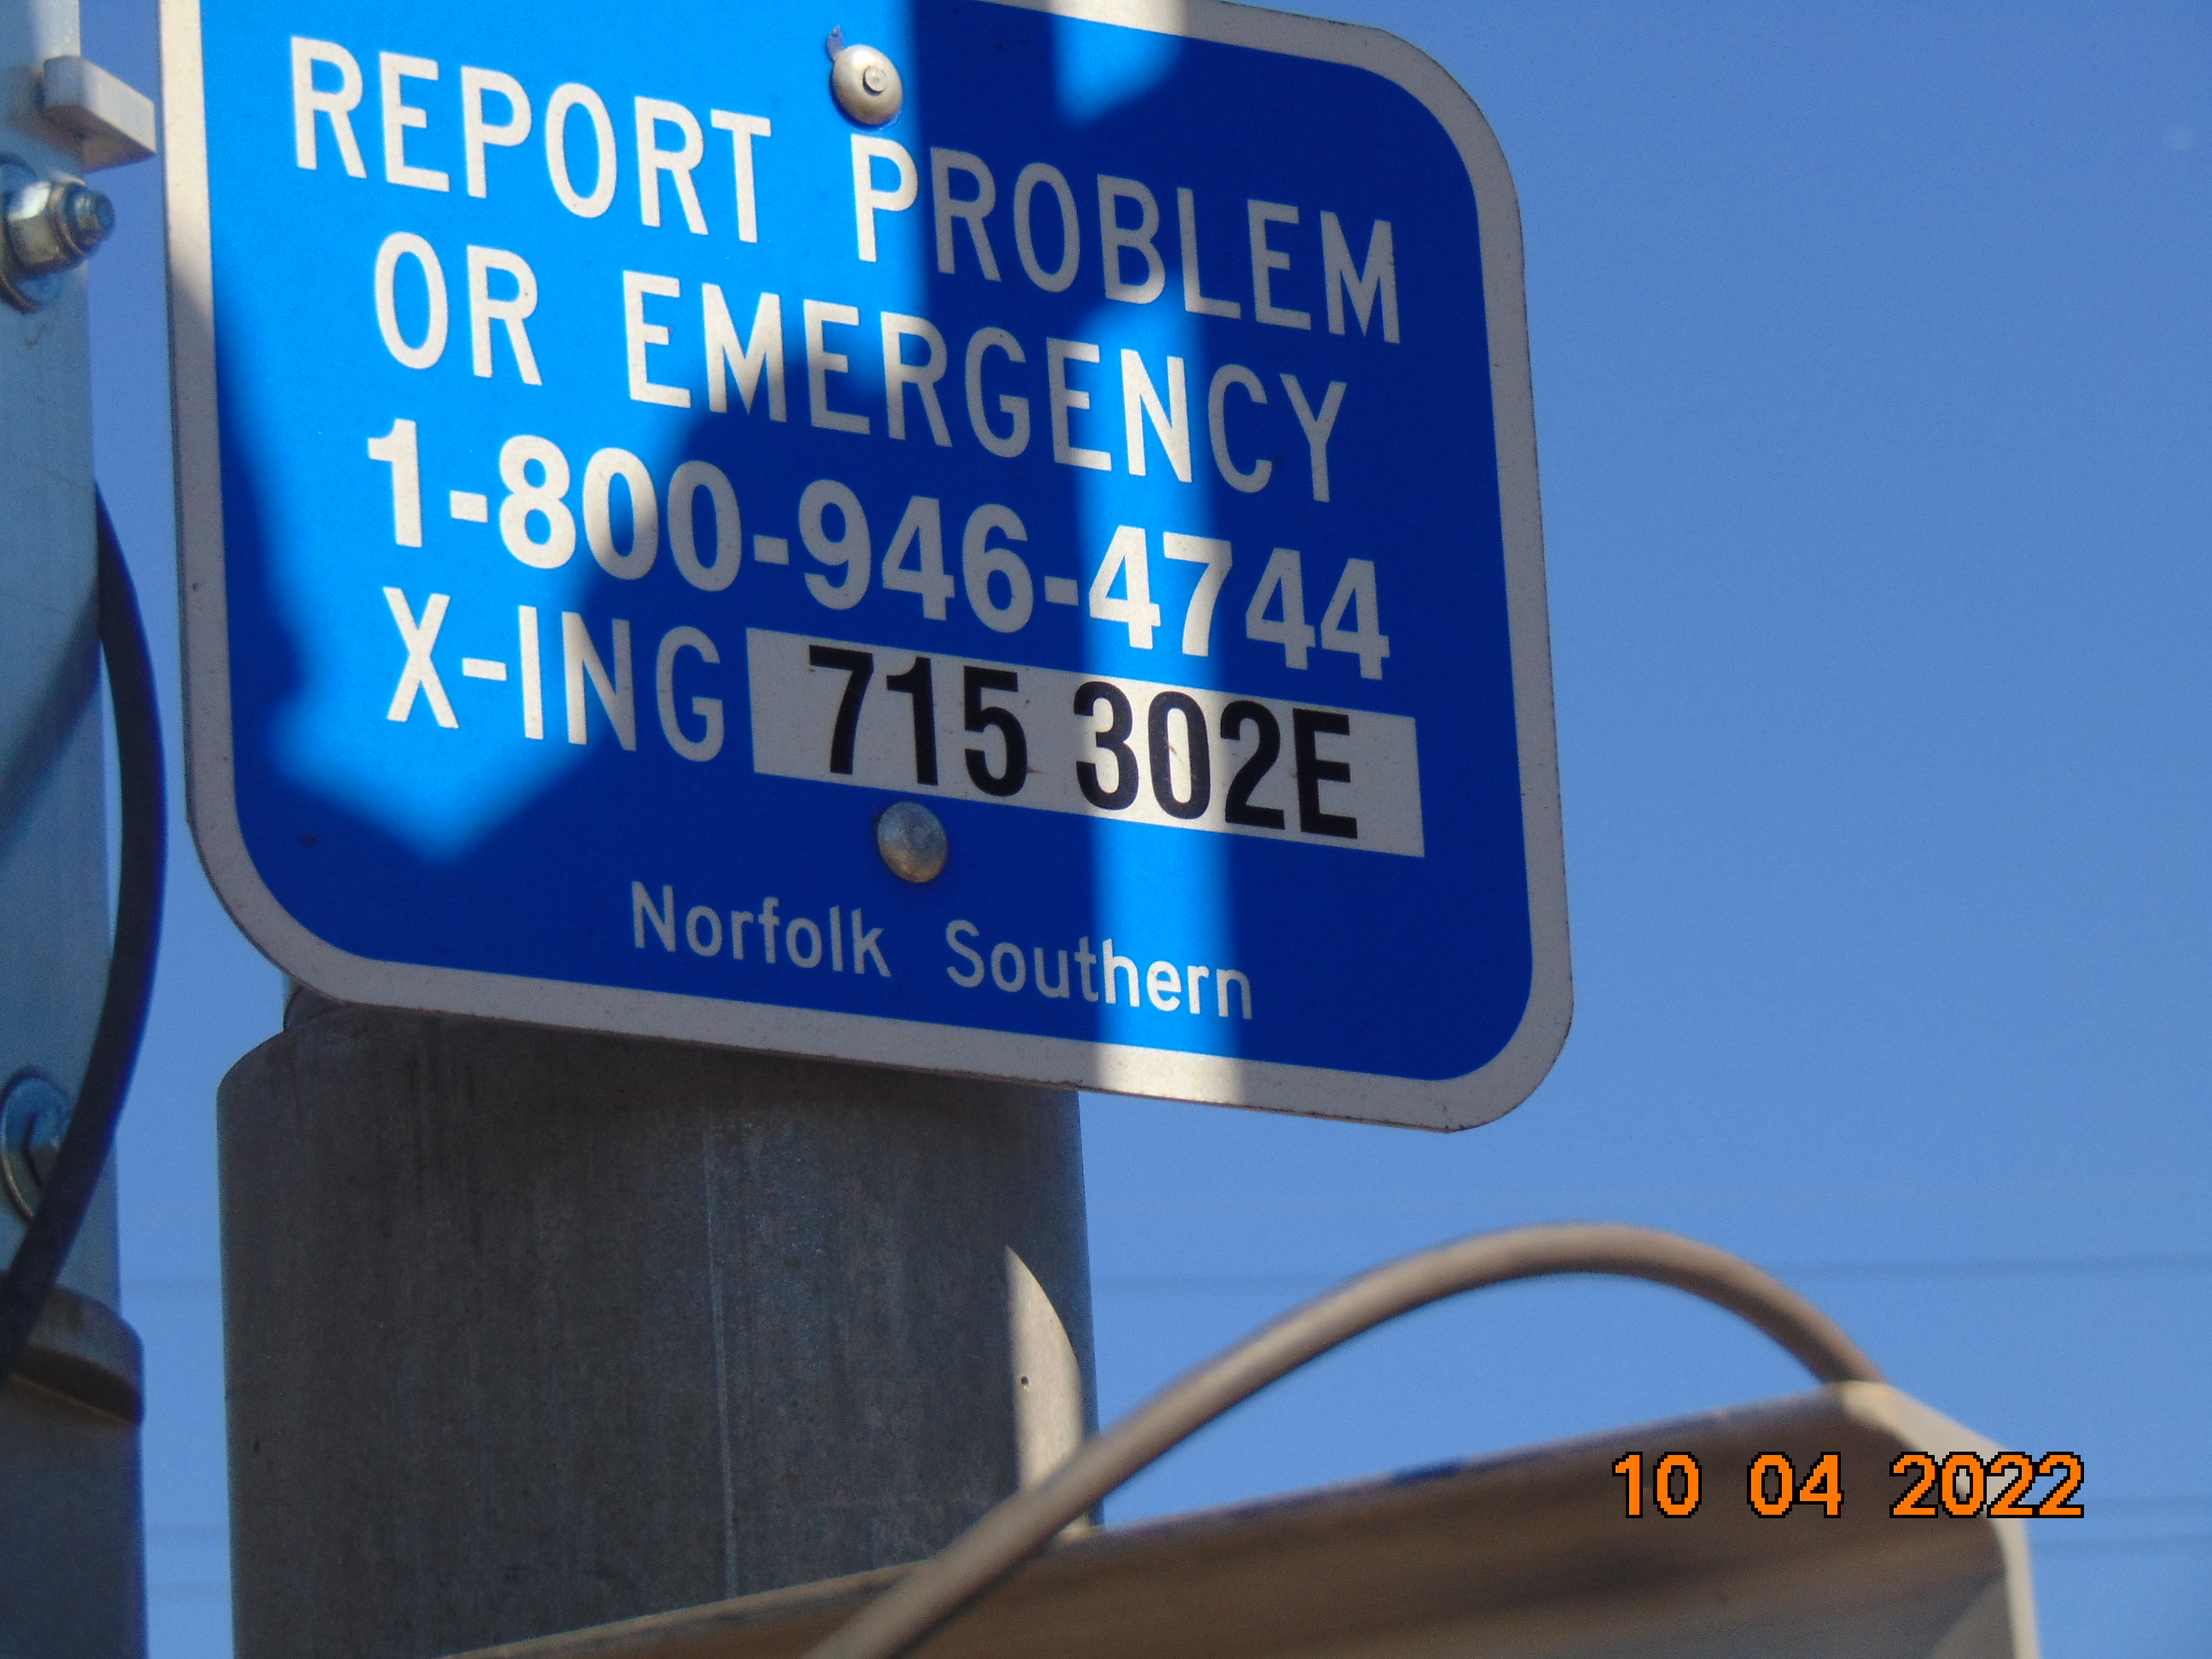 REPORT PROBLEM
OR EMERGENCY
1-800-946-4744
X-ING 715 302E
Norfolk Southern
10 04 2022